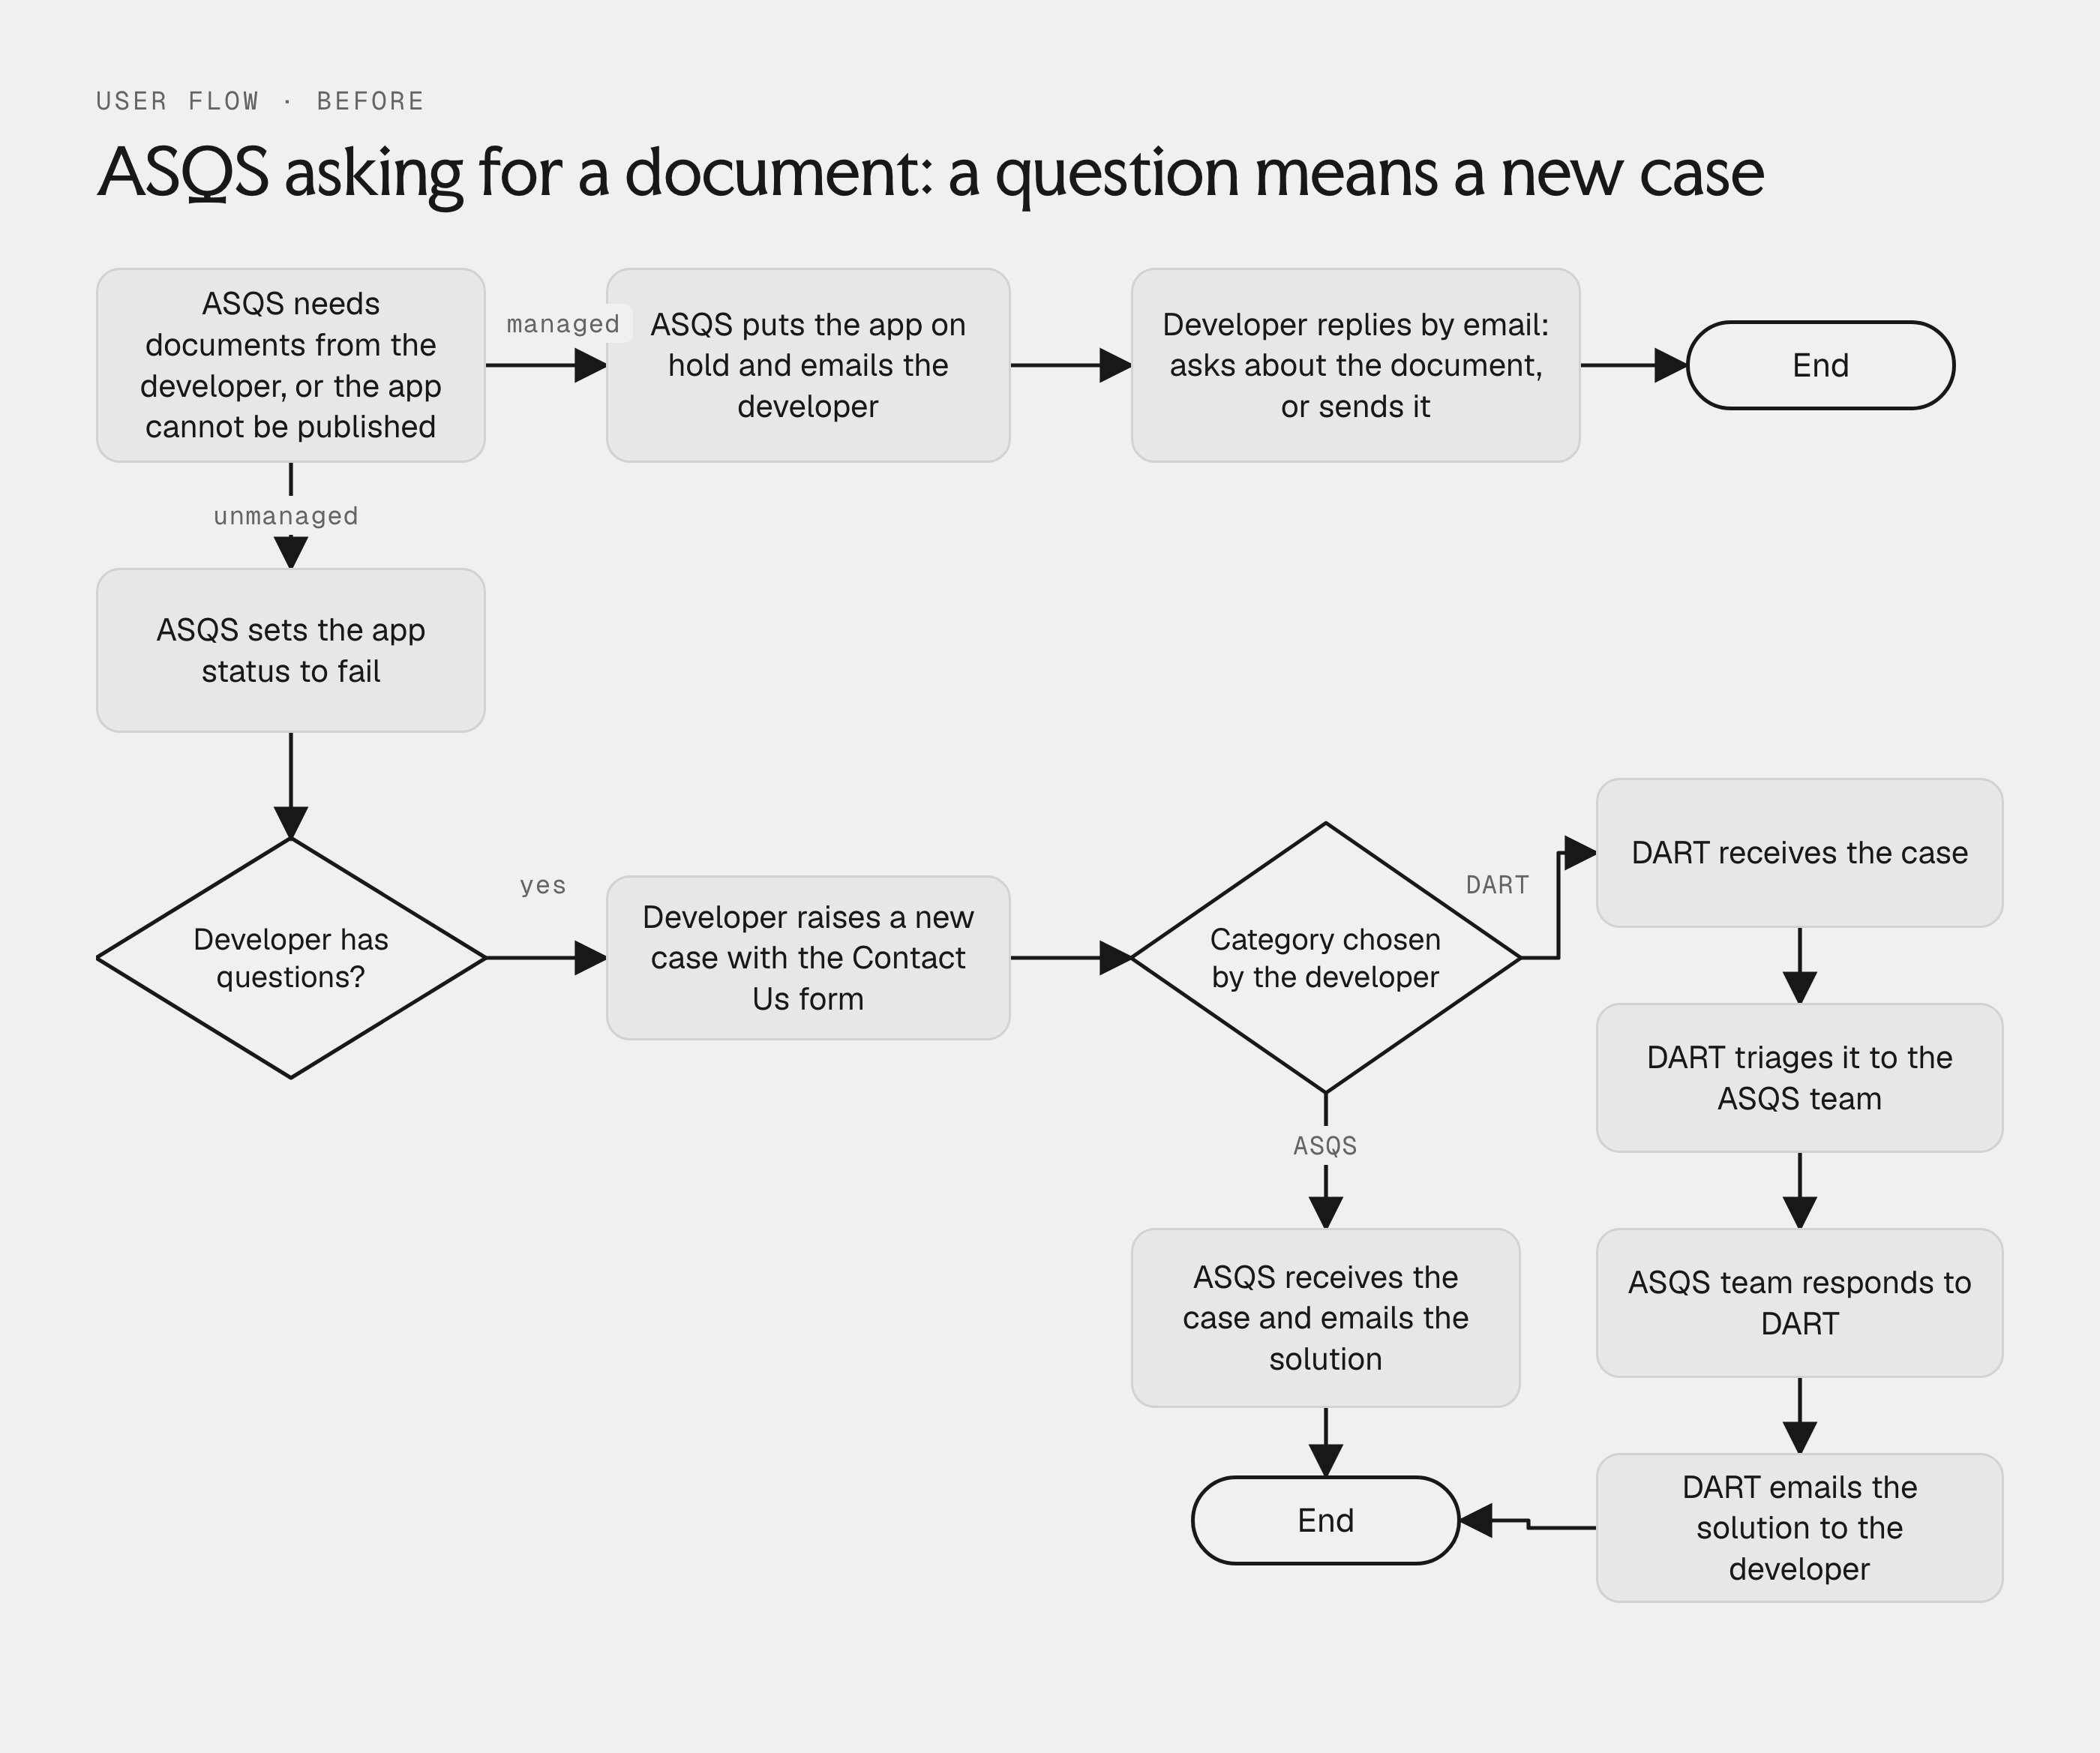 USER FLOW · BEFORE
ASQS asking for a document: a question means a new case
ASQS needs
documents from the
developer, or the app
cannot be published
managed
ASQS puts the app on
hold and emails the
developer
Developer replies by email:
asks about the document,
or sends it
End
unmanaged
ASQS sets the app
status to fail
Developer has
questions?
yes
Developer raises a new
case with the Contact
Us form
Category chosen
by the developer
DART
DART receives the case
DART triages it to the
ASQS team
ASQS
ASQS receives the
case and emails the
solution
ASQS team responds to
DART
End
DART emails the
solution to the
developer